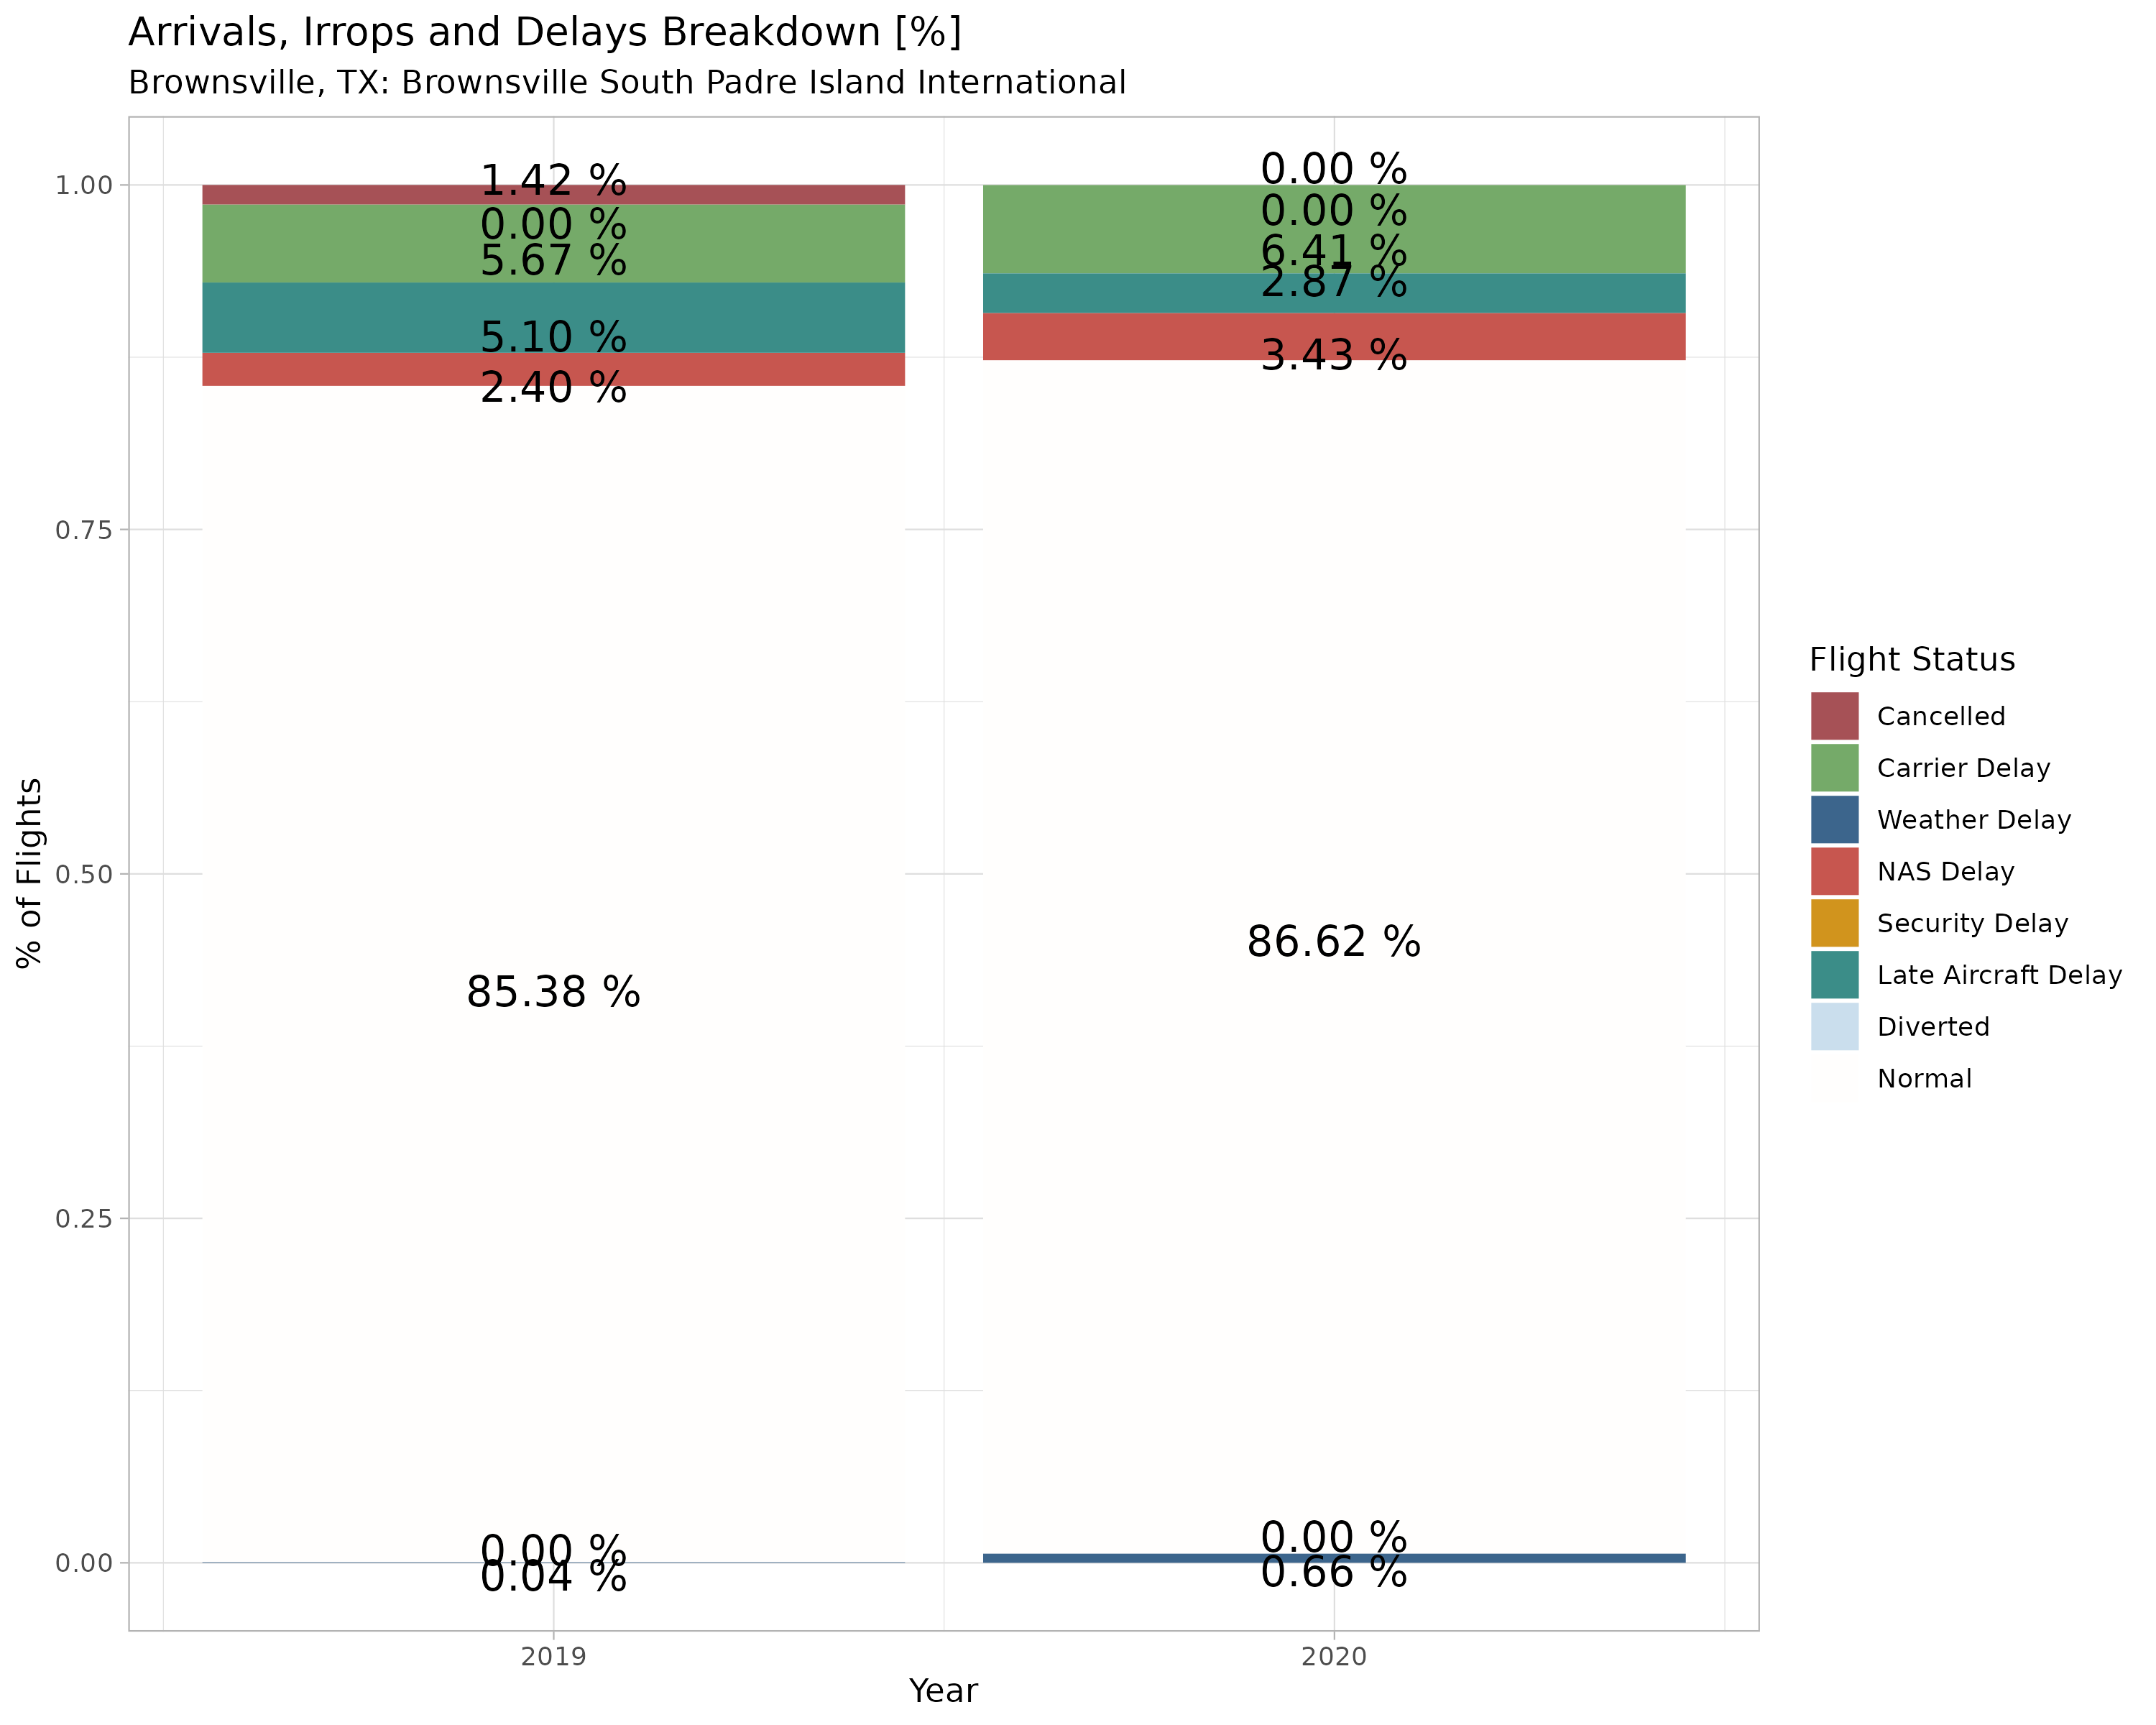 Arrivals, Irrops and Delays Breakdown [%]
Brownsville, TX: Brownsville South Padre Island International
% of Flights
1.00
0.75
0.50
0.25
0.00
1.42 %
0.00 %
5.67 %
5.10 %
2.40 %
85.38 %
0.00 %
0.04 %
0.00 %
0.00 %
6.41 %
2.87 %
3.43 %
86.62 %
0.00 %
0.66 %
2019
2020
Year
Flight Status
Cancelled
Carrier Delay
Weather Delay
NAS Delay
Security Delay
Late Aircraft Delay
Diverted
Normal